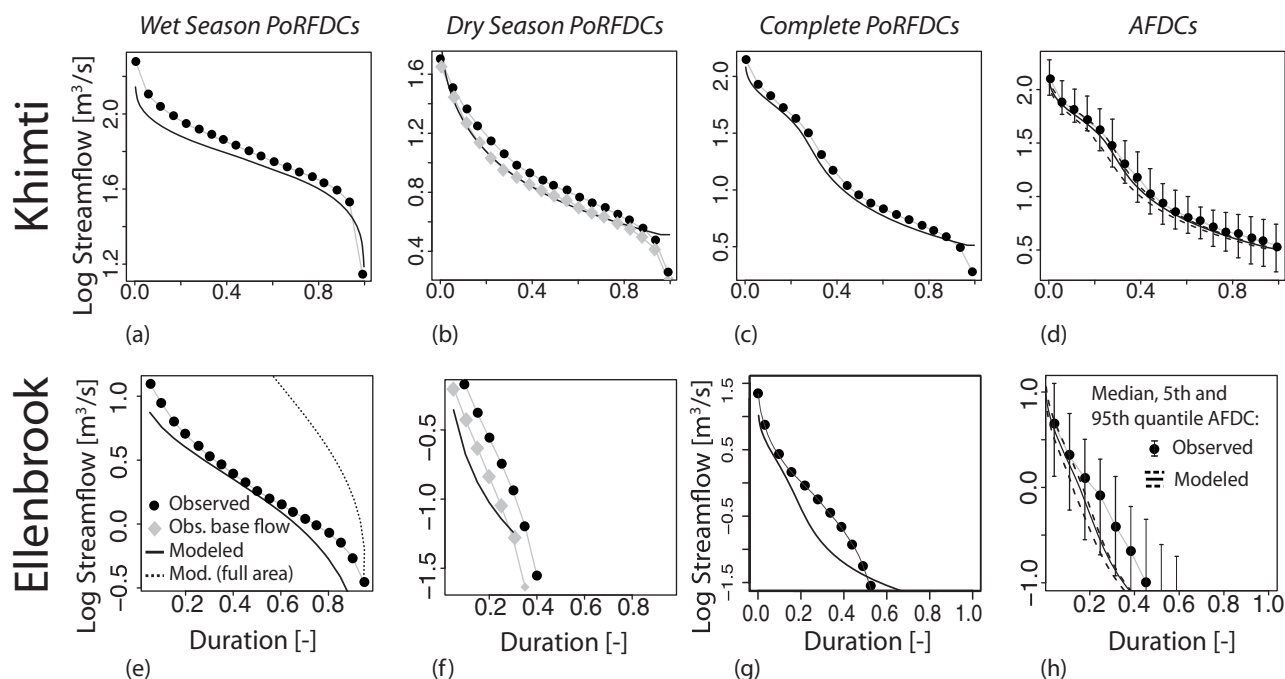 Wet Season PoRFDCs
Dry Season PoRFDCs
Complete PoRFDCs
AFDCs
Khimti
Log Streamflow [m³/s]
1.2 1.6 2.0
0.0 0.4 0.8
(a)
0.4 0.8 1.2 1.6
0.0 0.4 0.8
(b)
0.5 1.0 1.5 2.0
0.0 0.4 0.8
(c)
0.5 1.0 1.5 2.0
0.0 0.4 0.8
(d)
Ellenbrook
Log Streamflow [m³/s]
−0.5 0.0 0.5 1.0
Observed
Obs. base flow
Modeled
Mod. (full area)
0.2 0.4 0.6 0.8
Duration [-]
(e)
−1.5 −1.0 −0.5
0.2 0.4 0.6 0.8
Duration [-]
(f)
Log Streamflow [m³/s]
−1.5 −0.5 0.5 1.5
0.0 0.2 0.4 0.6 0.8 1.0
Duration [-]
(g)
−1.0 0.0 1.0
Median, 5th and
95th quantile AFDC:
Observed
Modeled
0.2 0.4 0.6 0.8 1.0
Duration [-]
(h)